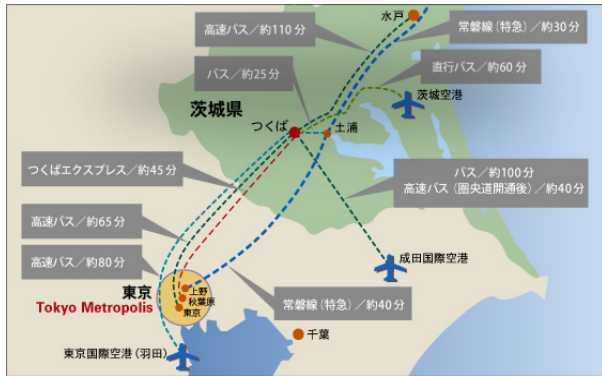 水戸
高速バス／約110分
常磐線（特急）／約30分
バス／約25分
直行バス／約60分
茨城県
茨城空港
つくば
土浦
つくばエクスプレス／約45分
バス／約100分
高速バス（圏央道開通後）／約40分
高速バス／約65分
高速バス／約80分
成田国際空港
東京
Tokyo Metropolis
上野
秋葉原
東京
常磐線（特急）／約40分
千葉
東京国際空港（羽田）